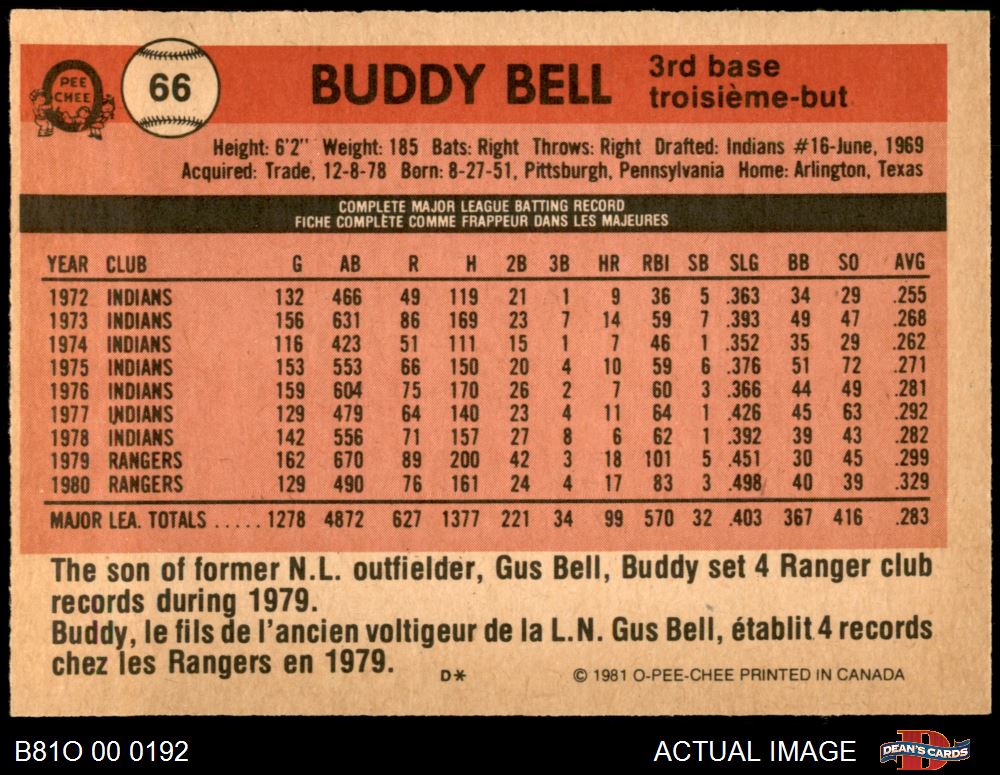 PEE
CHEE
66
BUDDY BELL
3rd base
troisième-but
Height: 6'2" Weight: 185 Bats: Right Throws: Right Drafted: Indians #16-June, 1969
Acquired: Trade, 12-8-78 Born: 8-27-51, Pittsburgh, Pennsylvania Home: Arlington, Texas
COMPLETE MAJOR LEAGUE BATTING RECORD
FICHE COMPLÈTE COMME FRAPPEUR DANS LES MAJEURES
YEAR CLUB G AB R H 2B 3B HR RBI SB SLG BB SO AVG
1972 INDIANS 132 466 49 119 21 1 9 36 5 .363 34 29 .255
1973 INDIANS 156 631 86 169 23 7 14 59 7 .393 49 47 .268
1974 INDIANS 116 423 51 111 15 1 7 46 1 .352 35 29 .262
1975 INDIANS 153 553 66 150 20 4 10 59 6 .376 51 72 .271
1976 INDIANS 159 604 75 170 26 2 7 60 3 .366 44 49 .281
1977 INDIANS 129 479 64 140 23 4 11 64 1 .426 45 63 .292
1978 INDIANS 142 556 71 157 27 8 6 62 1 .392 39 43 .282
1979 RANGERS 162 670 89 200 42 3 18 101 5 .451 30 45 .299
1980 RANGERS 129 490 76 161 24 4 17 83 3 .498 40 39 .329
MAJOR LEA. TOTALS ..... 1278 4872 627 1377 221 34 99 570 32 .403 367 416 .283
The son of former N.L. outfielder, Gus Bell, Buddy set 4 Ranger club
records during 1979.
Buddy, le fils de l'ancien voltigeur de la L.N. Gus Bell, établit 4 records
chez les Rangers en 1979.
D* © 1981 O-PEE-CHEE PRINTED IN CANADA
B81O 00 0192
ACTUAL IMAGE
DEAN'S CARDS